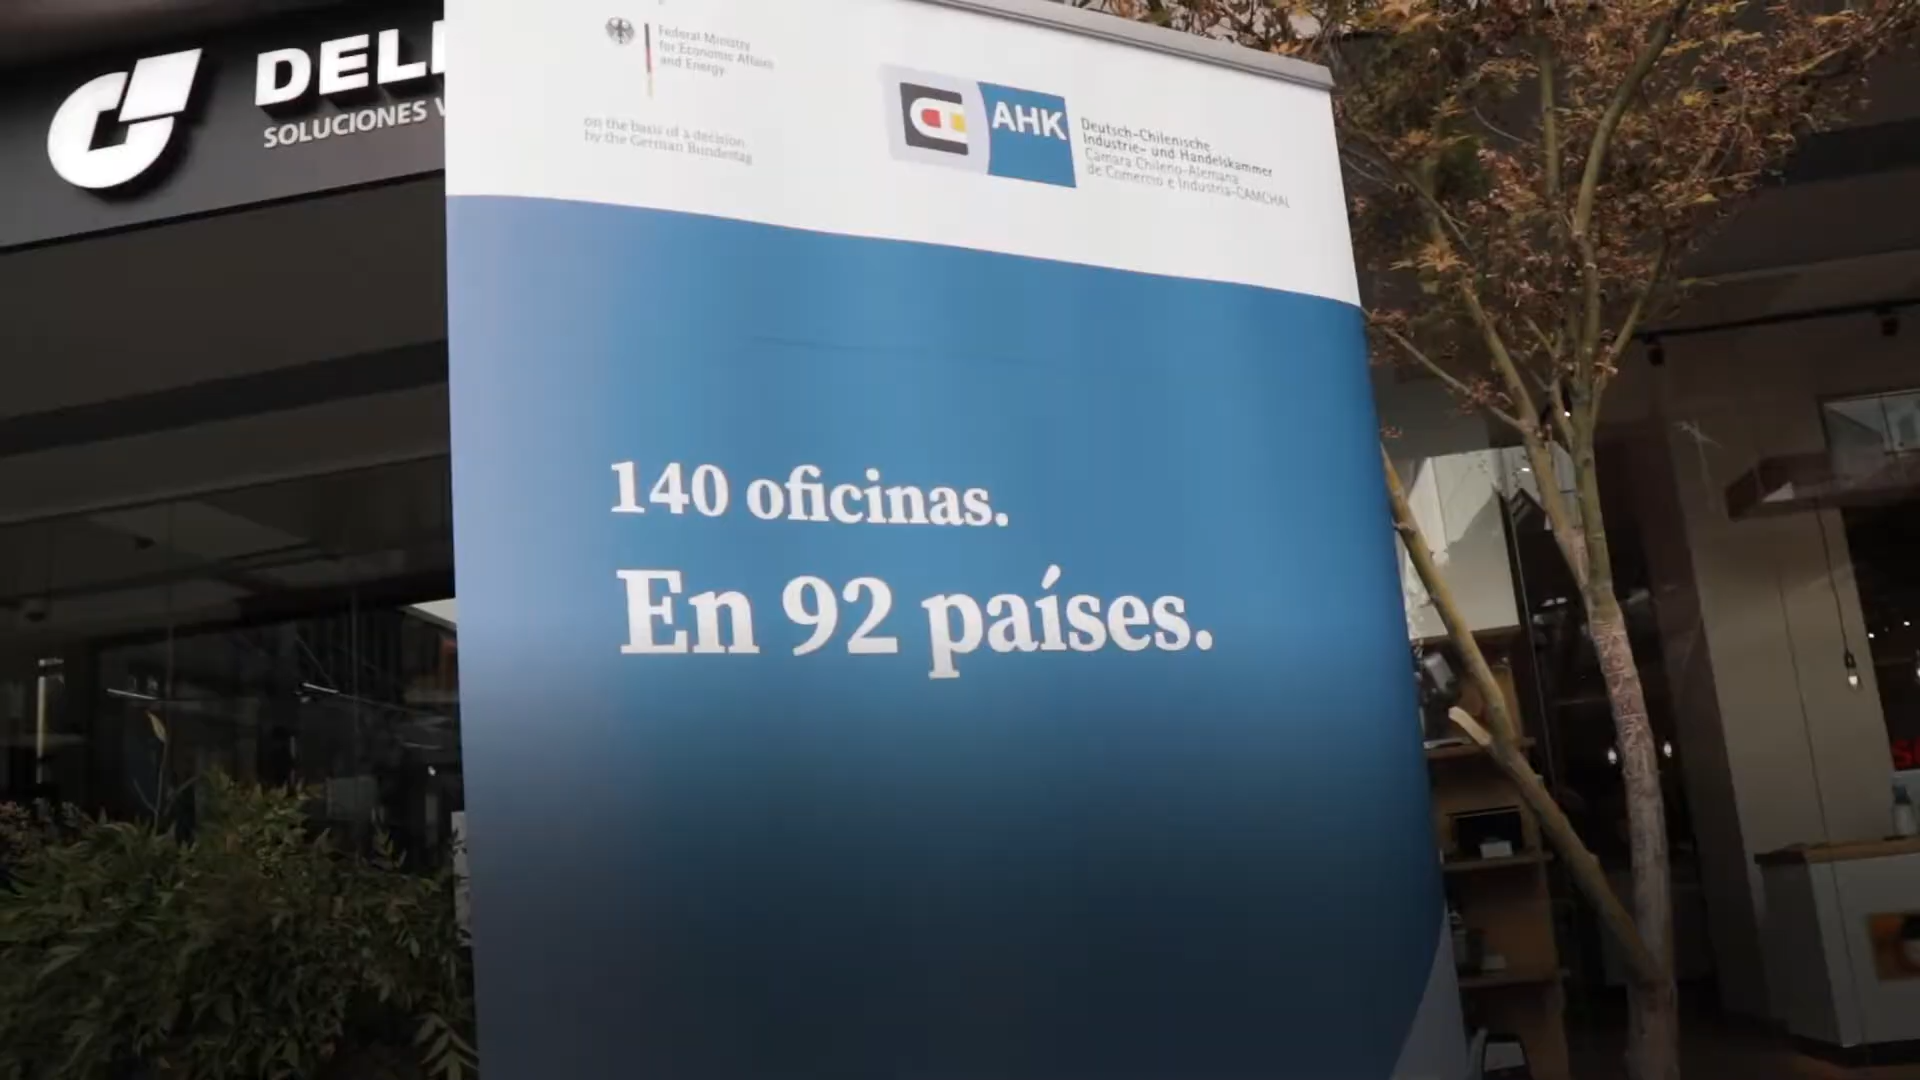 DEL
SOLUCIONES
Federal Ministry
for Economic Affairs
and Energy
on the basis of a decision
by the German Bundestag
AHK
Deutsch-Chilenische
Industrie- und Handelskammer
Cámara Chileno-Alemana
de Comercio e Industria-CAMCHAL
140 oficinas.
En 92 países.